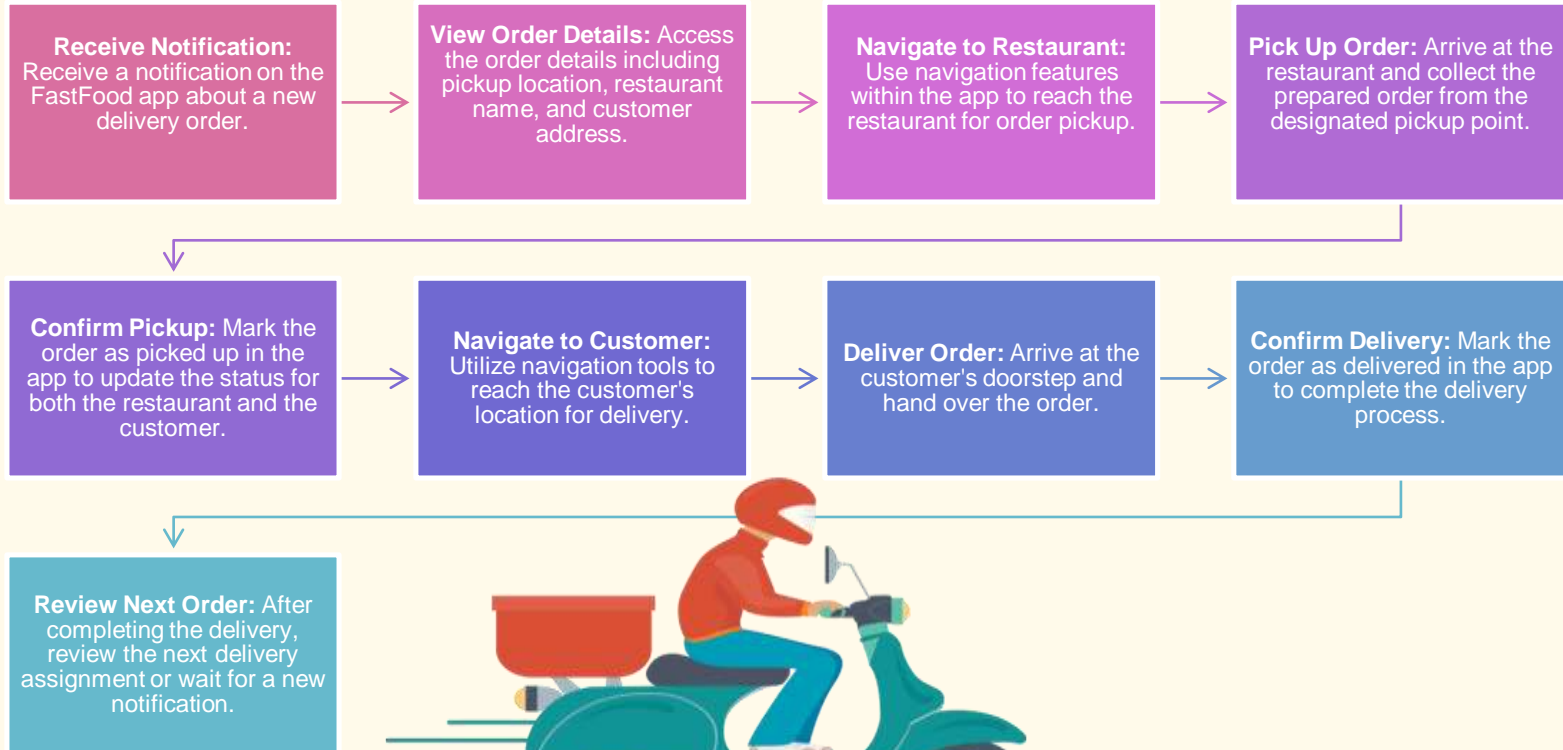 Receive Notification:
Receive a notification on the
FastFood app about a new
delivery order.
View Order Details: Access
the order details including
pickup location, restaurant
name, and customer
address.
Navigate to Restaurant:
Use navigation features
within the app to reach the
restaurant for order pickup.
Pick Up Order: Arrive at the
restaurant and collect the
prepared order from the
designated pickup point.
Confirm Pickup: Mark the
order as picked up in the
app to update the status for
both the restaurant and the
customer.
Navigate to Customer:
Utilize navigation tools to
reach the customer's
location for delivery.
Deliver Order: Arrive at the
customer's doorstep and
hand over the order.
Confirm Delivery: Mark the
order as delivered in the app
to complete the delivery
process.
Review Next Order: After
completing the delivery,
review the next delivery
assignment or wait for a new
notification.